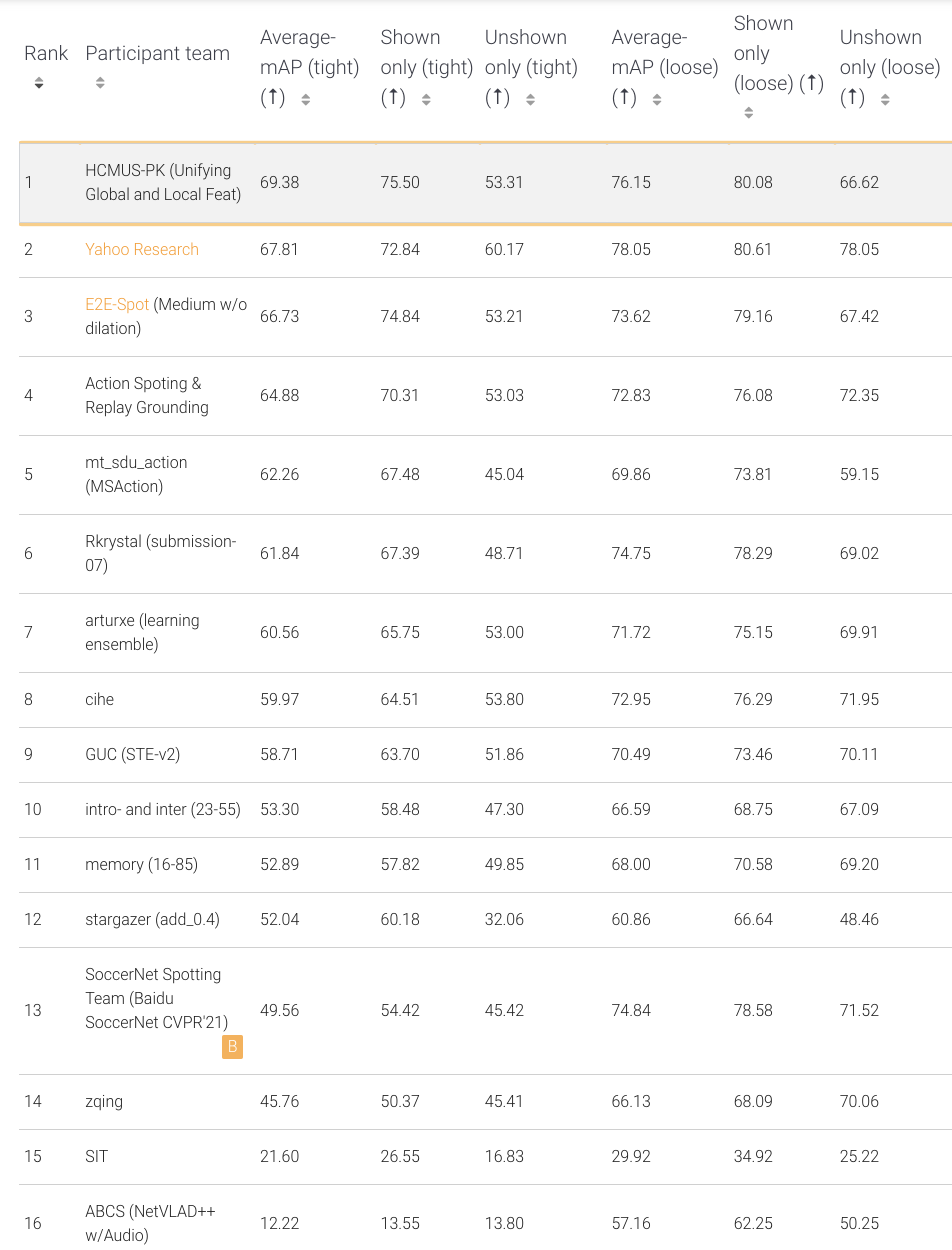 Rank Participant team Average-mAP (tight) (↑) Shown only (tight) (↑) Unshown only (tight) (↑) Average-mAP (loose) (↑) Shown only (loose) (↑) Unshown only (loose) (↑)
1 HCMUS-PK (Unifying Global and Local Feat) 69.38 75.50 53.31 76.15 80.08 66.62
2 Yahoo Research 67.81 72.84 60.17 78.05 80.61 78.05
3 E2E-Spot (Medium w/o dilation) 66.73 74.84 53.21 73.62 79.16 67.42
4 Action Spoting & Replay Grounding 64.88 70.31 53.03 72.83 76.08 72.35
5 mt_sdu_action (MSAction) 62.26 67.48 45.04 69.86 73.81 59.15
6 Rkrystal (submission-07) 61.84 67.39 48.71 74.75 78.29 69.02
7 arturxe (learning ensemble) 60.56 65.75 53.00 71.72 75.15 69.91
8 cihe 59.97 64.51 53.80 72.95 76.29 71.95
9 GUC (STE-v2) 58.71 63.70 51.86 70.49 73.46 70.11
10 intro- and inter (23-55) 53.30 58.48 47.30 66.59 68.75 67.09
11 memory (16-85) 52.89 57.82 49.85 68.00 70.58 69.20
12 stargazer (add_0.4) 52.04 60.18 32.06 60.86 66.64 48.46
13 SoccerNet Spotting Team (Baidu SoccerNet CVPR'21) B 49.56 54.42 45.42 74.84 78.58 71.52
14 zqing 45.76 50.37 45.41 66.13 68.09 70.06
15 SIT 21.60 26.55 16.83 29.92 34.92 25.22
16 ABCS (NetVLAD++ w/Audio) 12.22 13.55 13.80 57.16 62.25 50.25